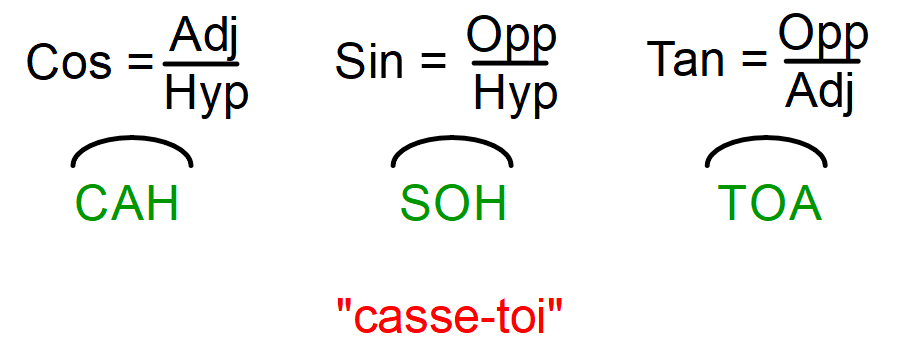 Cos = Adj/Hyp
Sin = Opp/Hyp
Tan = Opp/Adj
CAH
SOH
TOA
"casse-toi"